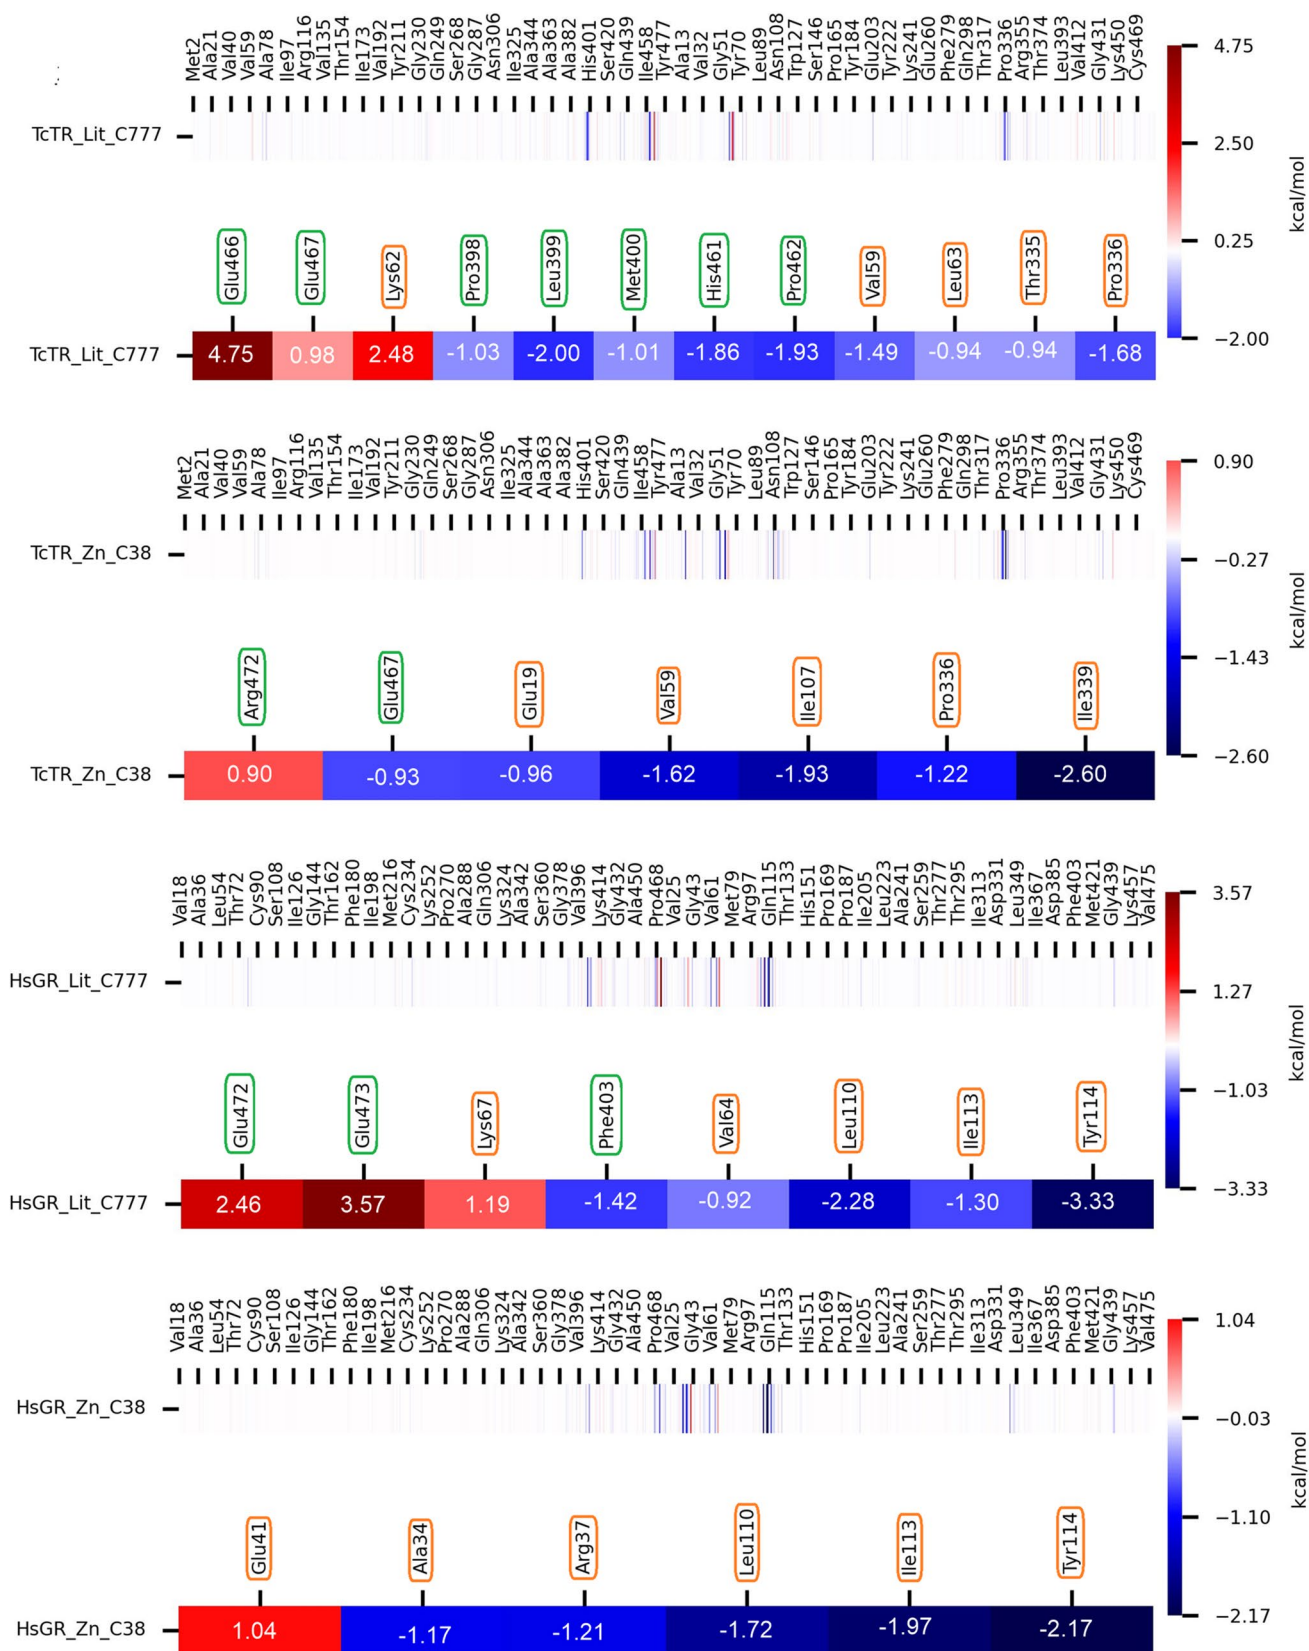 Met2 Ala21 Val40 Val59 Ala78 Ile97 Arg116 Val135 Thr154 Ile173 Val192 Tyr211 Gly230 Gln249 Ser268 Gly287 Asn306 Ile325 Ala344 Ala363 Ala382 His401 Ser420 Gln439 Ile458 Tyr477 Ala13 Val32 Gly51 Tyr70 Leu89 Asn108 Trp127 Ser146 Pro165 Tyr184 Glu203 Tyr222 Lys241 Glu260 Phe279 Gln298 Thr317 Pro336 Arg355 Thr374 Leu393 Val412 Gly431 Lys450 Cys469
TcTR_Lit_C777
4.75
2.50
0.25
−2.00
kcal/mol
Glu466 Glu467 Lys62 Pro398 Leu399 Met400 His461 Pro462 Val59 Leu63 Thr335 Pro336
TcTR_Lit_C777
4.75 0.98 2.48 -1.03 -2.00 -1.01 -1.86 -1.93 -1.49 -0.94 -0.94 -1.68
Met2 Ala21 Val40 Val59 Ala78 Ile97 Arg116 Val135 Thr154 Ile173 Val192 Tyr211 Gly230 Gln249 Ser268 Gly287 Asn306 Ile325 Ala344 Ala363 Ala382 His401 Ser420 Gln439 Ile458 Tyr477 Ala13 Val32 Gly51 Tyr70 Leu89 Asn108 Trp127 Ser146 Pro165 Tyr184 Glu203 Tyr222 Lys241 Glu260 Phe279 Gln298 Thr317 Pro336 Arg355 Thr374 Leu393 Val412 Gly431 Lys450 Cys469
TcTR_Zn_C38
0.90
−0.27
−1.43
−2.60
kcal/mol
Arg472 Glu467 Glu19 Val59 Ile107 Pro336 Ile339
TcTR_Zn_C38
0.90 -0.93 -0.96 -1.62 -1.93 -1.22 -2.60
Val18 Ala36 Leu54 Thr72 Cys90 Ser108 Ile126 Gly144 Thr162 Phe180 Ile198 Met216 Cys234 Lys252 Pro270 Ala288 Gln306 Lys324 Ala342 Ser360 Gly378 Val396 Lys414 Gly432 Ala450 Pro468 Val25 Gly43 Val61 Met79 Arg97 Gln115 Thr133 His151 Pro169 Pro187 Ile205 Leu223 Ala241 Ser259 Thr277 Thr295 Ile313 Asp331 Leu349 Ile367 Asp385 Phe403 Met421 Gly439 Lys457 Val475
HsGR_Lit_C777
3.57
1.27
−1.03
−3.33
kcal/mol
Glu472 Glu473 Lys67 Phe403 Val64 Leu110 Ile113 Tyr114
HsGR_Lit_C777
2.46 3.57 1.19 -1.42 -0.92 -2.28 -1.30 -3.33
Val18 Ala36 Leu54 Thr72 Cys90 Ser108 Ile126 Gly144 Thr162 Phe180 Ile198 Met216 Cys234 Lys252 Pro270 Ala288 Gln306 Lys324 Ala342 Ser360 Gly378 Val396 Lys414 Gly432 Ala450 Pro468 Val25 Gly43 Val61 Met79 Arg97 Gln115 Thr133 His151 Pro169 Pro187 Ile205 Leu223 Ala241 Ser259 Thr277 Thr295 Ile313 Asp331 Leu349 Ile367 Asp385 Phe403 Met421 Gly439 Lys457 Val475
HsGR_Zn_C38
1.04
−0.03
−1.10
−2.17
kcal/mol
Glu41 Ala34 Arg37 Leu110 Ile113 Tyr114
HsGR_Zn_C38
1.04 -1.17 -1.21 -1.72 -1.97 -2.17